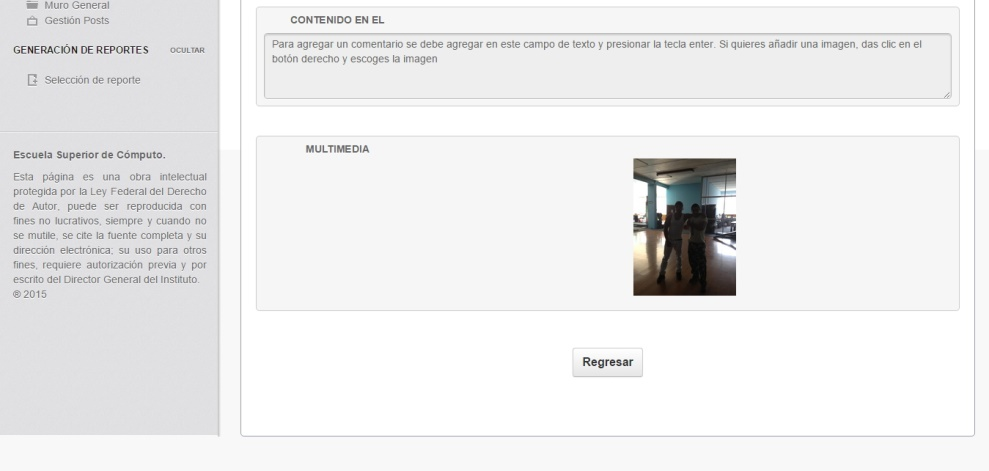 Muro General
Gestión Posts
GENERACIÓN DE REPORTES OCULTAR
Selección de reporte
Escuela Superior de Cómputo.
Esta página es una obra intelectual
protegida por la Ley Federal del Derecho
de Autor, puede ser reproducida con
fines no lucrativos, siempre y cuando no
se mutile, se cite la fuente completa y su
dirección electrónica; su uso para otros
fines, requiere autorización previa y por
escrito del Director General del Instituto.
® 2015
CONTENIDO EN EL
Para agregar un comentario se debe agregar en este campo de texto y presionar la tecla enter. Si quieres añadir una imagen, das clic en el
botón derecho y escoges la imagen
MULTIMEDIA
Regresar